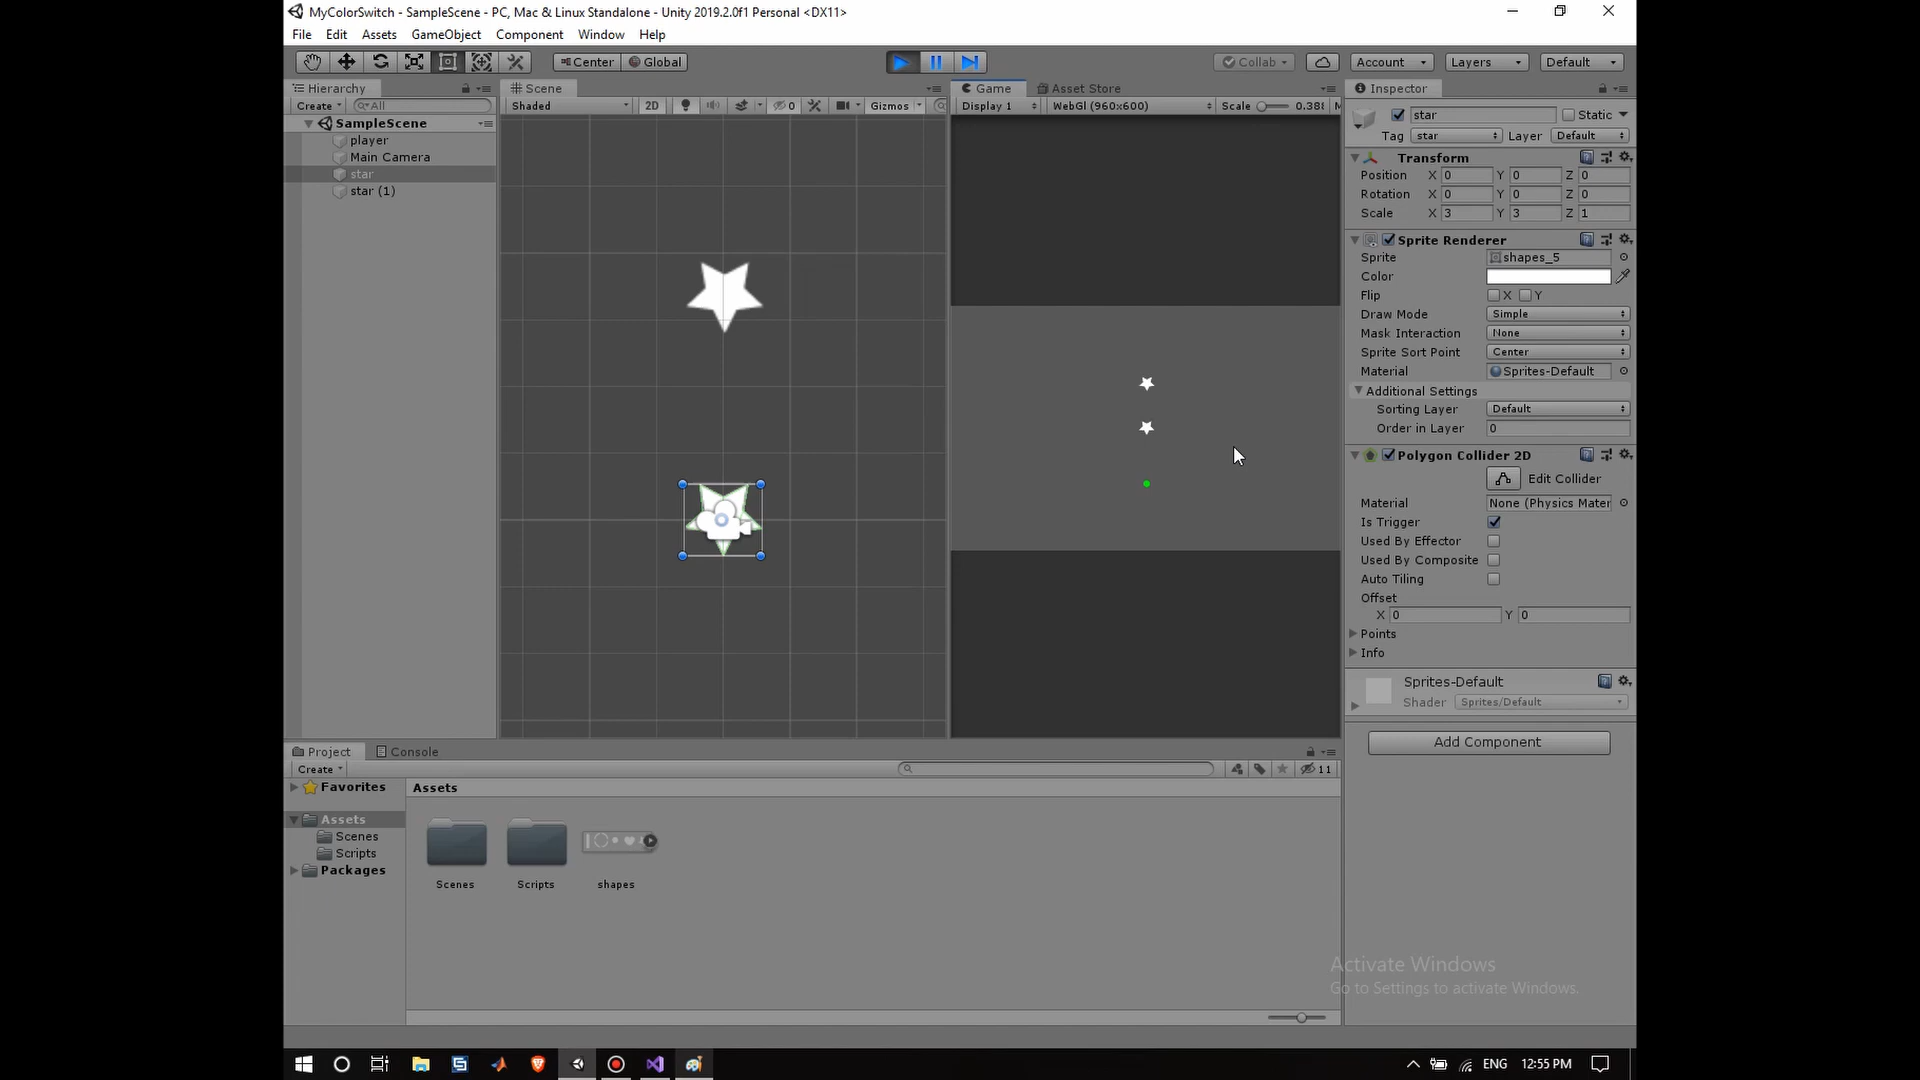 MyColorSwitch - SampleScene - PC, Mac & Linux Standalone - Unity 2019.2.0f1 Personal <DX11>
File Edit Assets GameObject Component Window Help
Center Global Collab Account Layers Default
Hierarchy Scene Game Asset Store Inspector
Create All Shaded 2D 0 Gizmos Display 1 WebGl (960x600) Scale 0.388 M
SampleScene
player
Main Camera
star
star (1)
star Static
Tag star Layer Default
Transform
Position X 0 Y 0 Z 0
Rotation X 0 Y 0 Z 0
Scale X 3 Y 3 Z 1
Sprite Renderer
Sprite shapes_5
Color
Flip X Y
Draw Mode Simple
Mask Interaction None
Sprite Sort Point Center
Material Sprites-Default
Additional Settings
Sorting Layer Default
Order in Layer 0
Polygon Collider 2D
Edit Collider
Material None (Physics Mater
Is Trigger
Used By Effector
Used By Composite
Auto Tiling
Offset
X 0 Y 0
Points
Info
Sprites-Default
Shader Sprites/Default
Add Component
Project Console
Create 11
Favorites
Assets
Scenes
Scripts
Packages
Assets
Scenes Scripts shapes
Activate Windows
Go to Settings to activate Windows.
ENG 12:55 PM